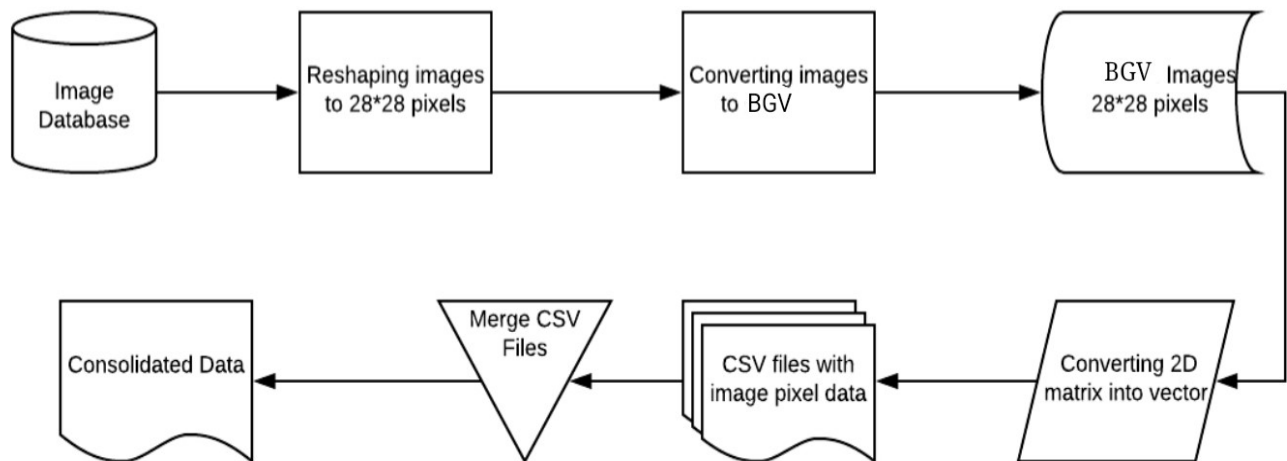 Image
Database
Reshaping images
to 28*28 pixels
Converting images
to BGV
BGV Images
28*28 pixels
Converting 2D
matrix into vector
CSV files with
image pixel data
Merge CSV
Files
Consolidated Data